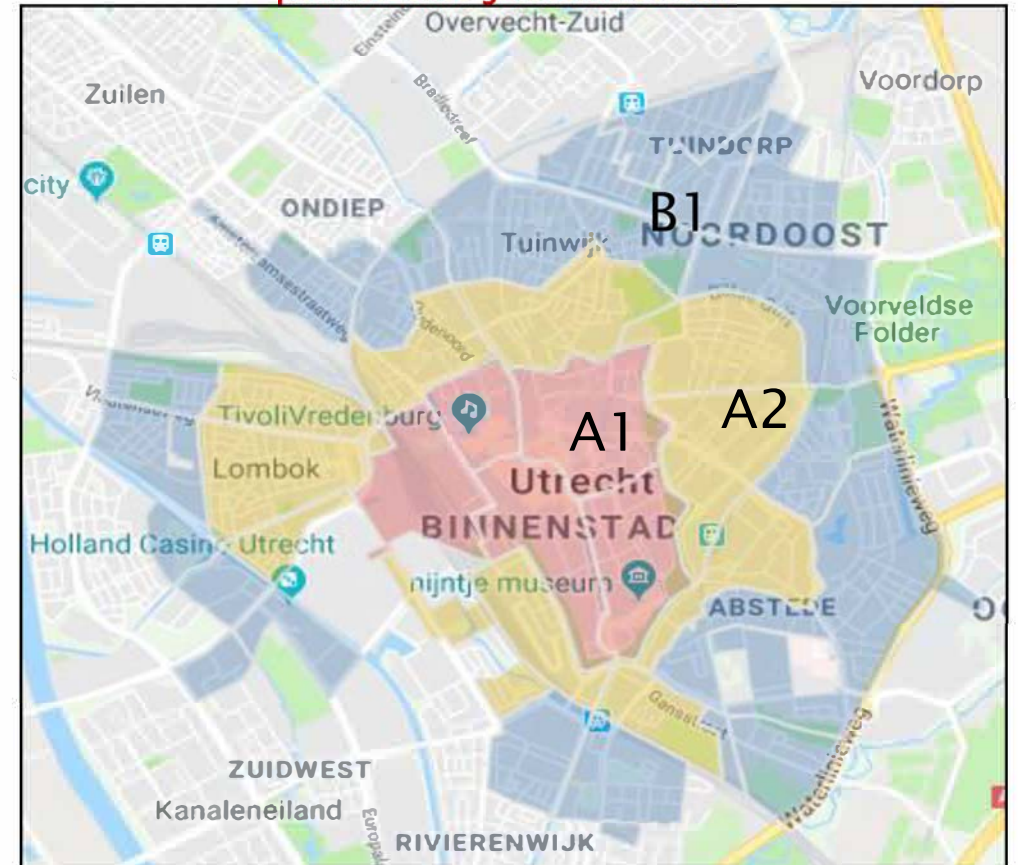 Overvecht-Zuid
Zuilen
Voordorp
TUINDORP
city
ONDIEP
B1
Tuinwijk
NOORDOOST
Voorveldse
Polder
TivoliVredenburg
A1
A2
Lombok
Utrecht
BINNENSTAD
Waterlinieweg
Holland Casino Utrecht
nijntje museum
ABSTEDE
Gansstraat
Waterlinieweg
ZUIDWEST
Kanaleneiland
RIVIERENWIJK